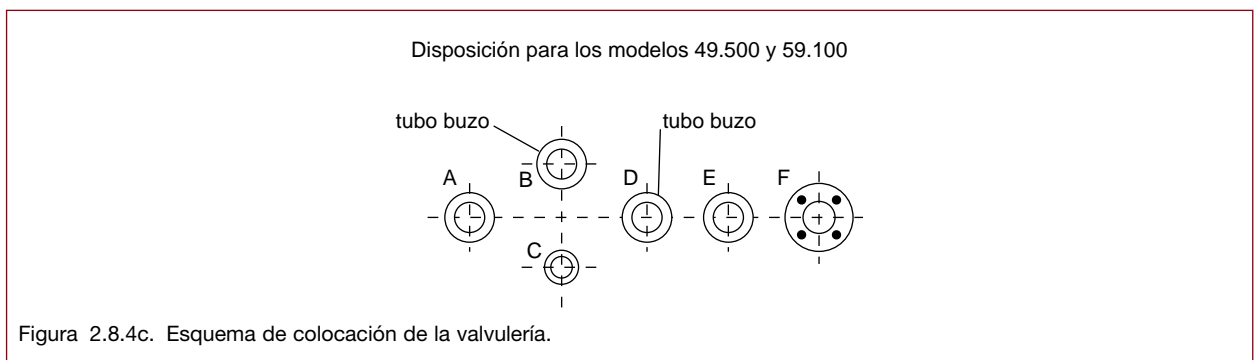 Disposición para los modelos 49.500 y 59.100
tubo buzo
tubo buzo
A
B
D
E
F
C
Figura 2.8.4c. Esquema de colocación de la valvulería.